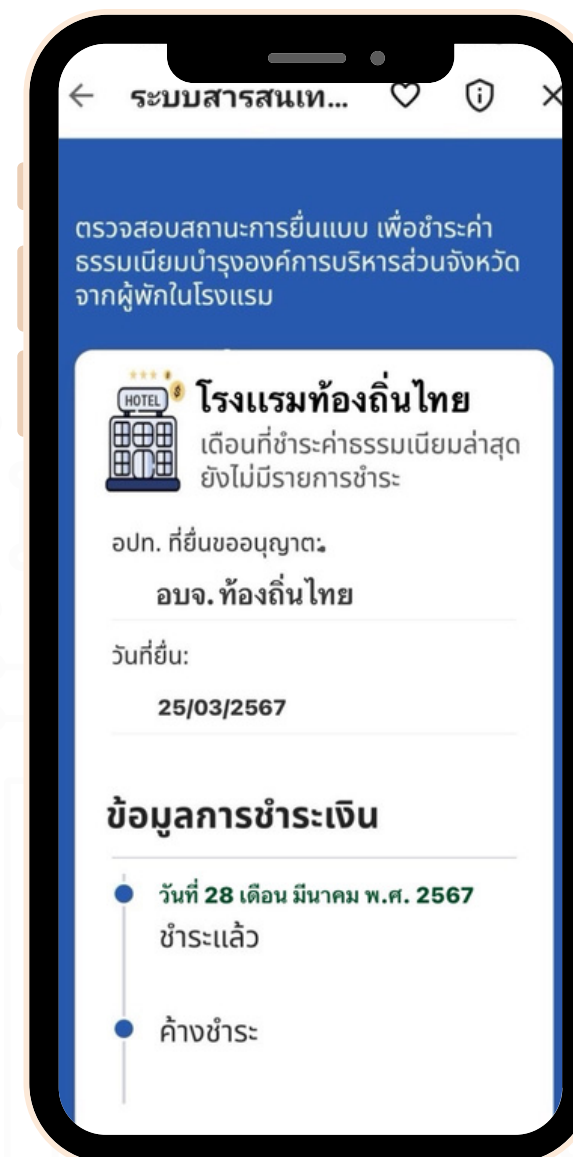 ระบบสารสนเท...
ตรวจสอบสถานะการยื่นแบบ เพื่อชำระค่า
ธรรมเนียมบำรุงองค์การบริหารส่วนจังหวัด
จากผู้พักในโรงแรม
HOTEL
โรงแรมท้องถิ่นไทย
เดือนที่ชำระค่าธรรมเนียมล่าสุด
ยังไม่มีรายการชำระ
อปท. ที่ยื่นขออนุญาต:
อบจ. ท้องถิ่นไทย
วันที่ยื่น:
25/03/2567
ข้อมูลการชำระเงิน
วันที่ 28 เดือน มีนาคม พ.ศ. 2567
ชำระแล้ว
ค้างชำระ